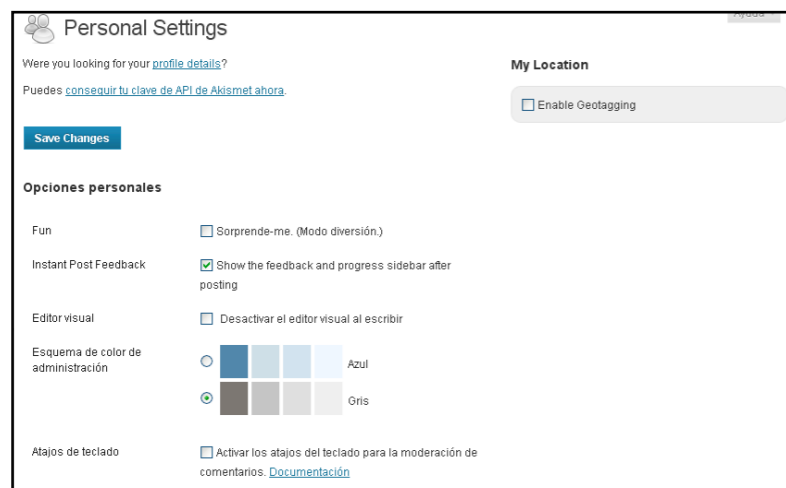 Personal Settings
Were you looking for your profile details?
Puedes conseguir tu clave de API de Akismet ahora.
Save Changes
My Location
Enable Geotagging
Opciones personales
Fun
Sorprende-me. (Modo diversión.)
Instant Post Feedback
Show the feedback and progress sidebar after
posting
Editor visual
Desactivar el editor visual al escribir
Esquema de color de
administración
Azul
Gris
Atajos de teclado
Activar los atajos del teclado para la moderación de
comentarios. Documentación